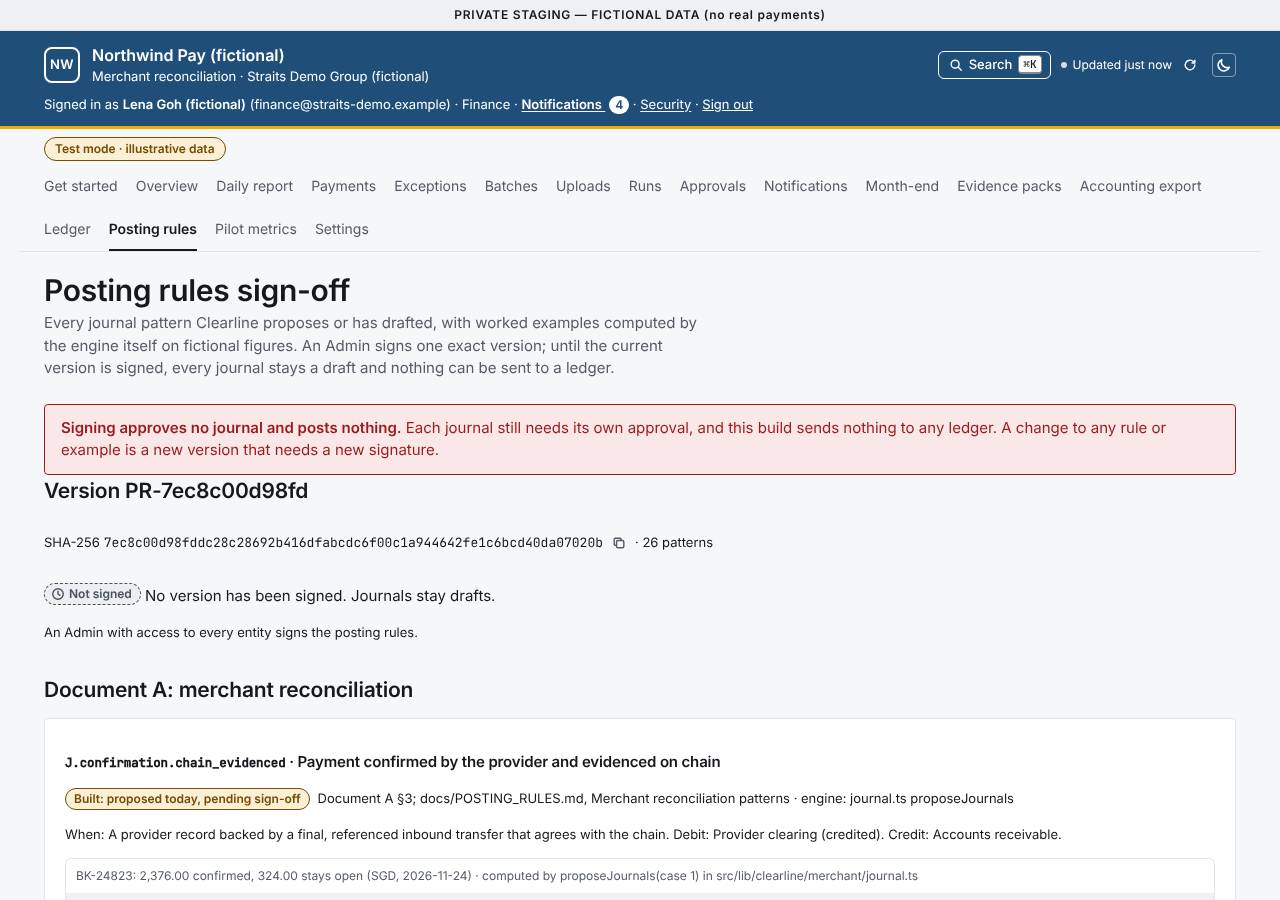 PRIVATE STAGING — FICTIONAL DATA (no real payments)
NW
Northwind Pay (fictional)
Merchant reconciliation · Straits Demo Group (fictional)
Search ⌘K
Updated just now
Signed in as Lena Goh (fictional) (finance@straits-demo.example) · Finance · Notifications 4 · Security · Sign out
Test mode · illustrative data
Get started Overview Daily report Payments Exceptions Batches Uploads Runs Approvals Notifications Month-end Evidence packs Accounting export
Ledger Posting rules Pilot metrics Settings
Posting rules sign-off
Every journal pattern Clearline proposes or has drafted, with worked examples computed by
the engine itself on fictional figures. An Admin signs one exact version; until the current
version is signed, every journal stays a draft and nothing can be sent to a ledger.
Signing approves no journal and posts nothing. Each journal still needs its own approval, and this build sends nothing to any ledger. A change to any rule or
example is a new version that needs a new signature.
Version PR-7ec8c00d98fd
SHA-256 7ec8c00d98fddc28c28692b416dfabcdc6f00c1a944642fe1c6bcd40da07020b · 26 patterns
Not signed No version has been signed. Journals stay drafts.
An Admin with access to every entity signs the posting rules.
Document A: merchant reconciliation
J.confirmation.chain_evidenced · Payment confirmed by the provider and evidenced on chain
Built: proposed today, pending sign-off Document A §3; docs/POSTING_RULES.md, Merchant reconciliation patterns · engine: journal.ts proposeJournals
When: A provider record backed by a final, referenced inbound transfer that agrees with the chain. Debit: Provider clearing (credited). Credit: Accounts receivable.
BK-24823: 2,376.00 confirmed, 324.00 stays open (SGD, 2026-11-24) · computed by proposeJournals(case 1) in src/lib/clearline/merchant/journal.ts